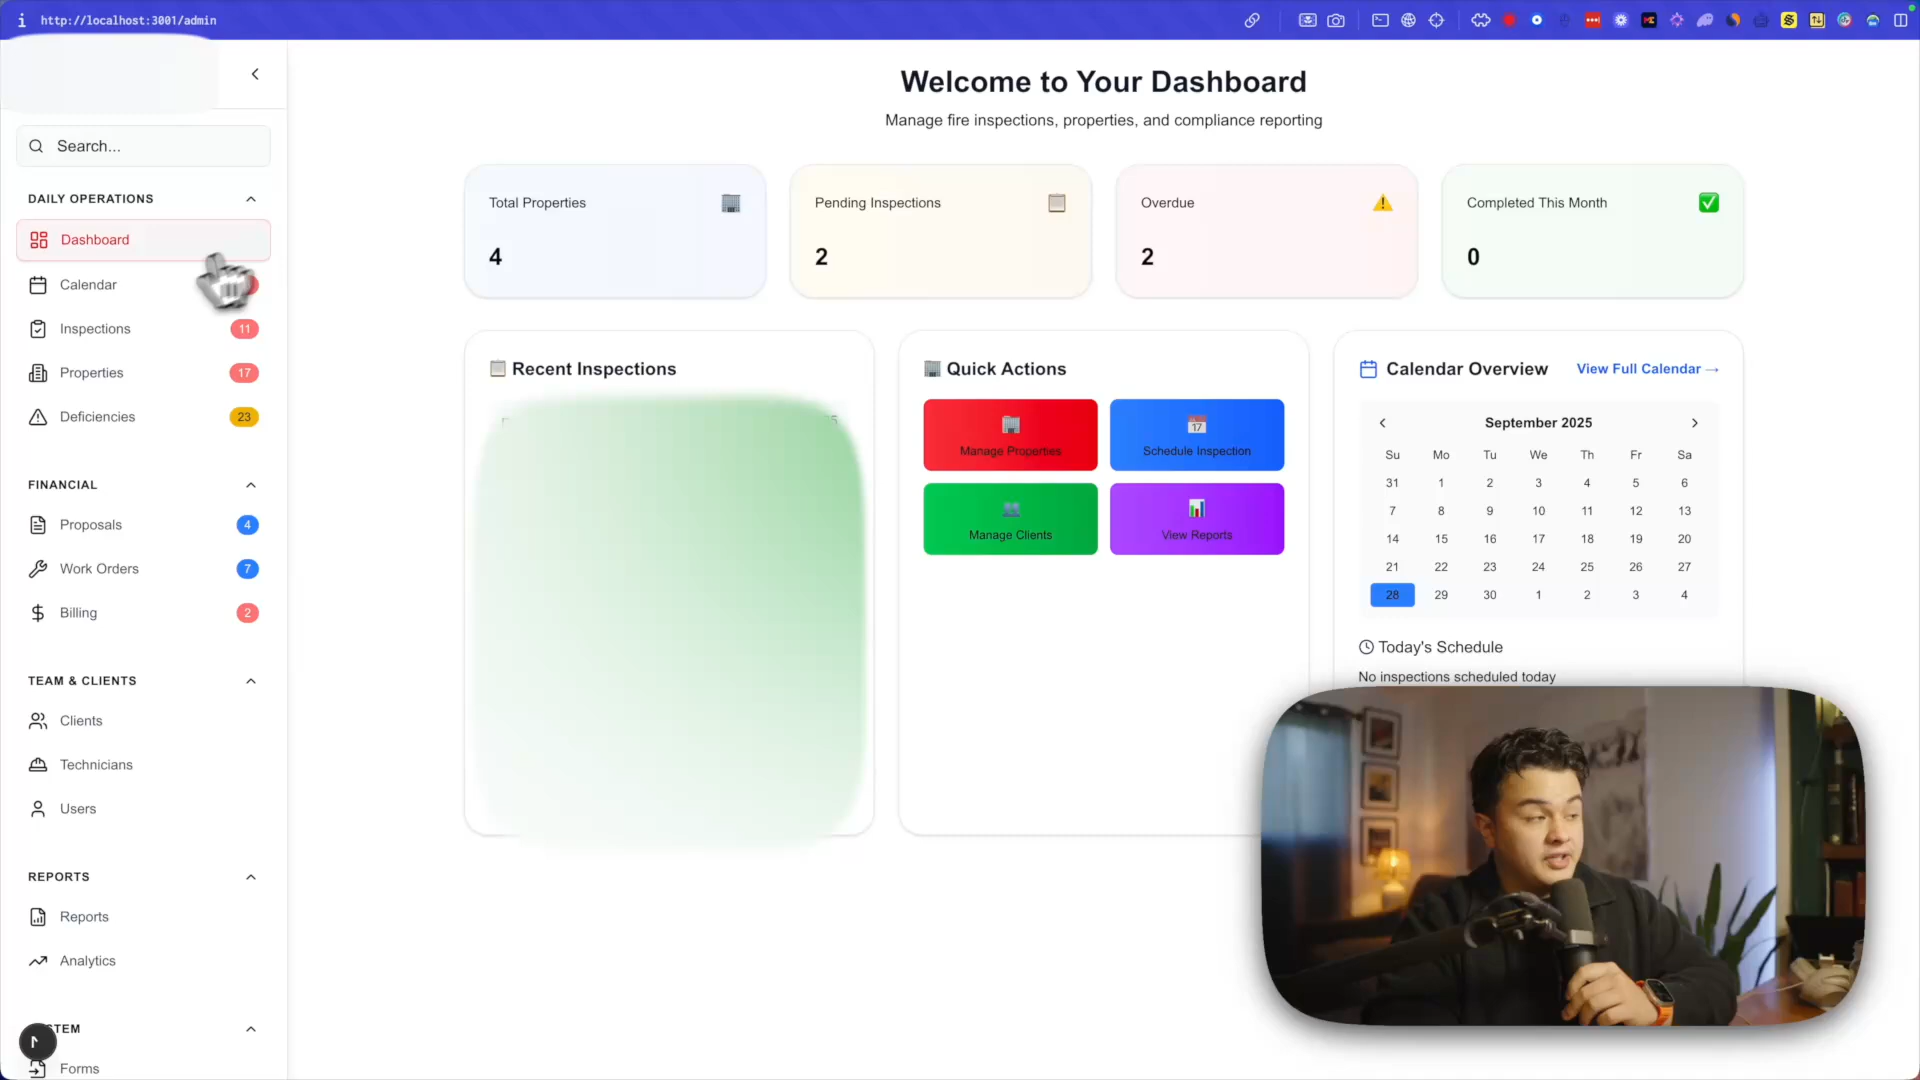 http://localhost:3001/admin
Search...
DAILY OPERATIONS
Dashboard
Calendar
Inspections
11
Properties
17
Deficiencies
23
FINANCIAL
Proposals
4
Work Orders
7
Billing
2
TEAM & CLIENTS
Clients
Technicians
Users
REPORTS
Reports
Analytics
Forms
Welcome to Your Dashboard
Manage fire inspections, properties, and compliance reporting
Total Properties
4
Pending Inspections
2
Overdue
2
Completed This Month
0
Recent Inspections
Quick Actions
Manage Properties
17
Schedule Inspection
Manage Clients
View Reports
Calendar Overview
View Full Calendar →
September 2025
Su Mo Tu We Th Fr Sa
31 1 2 3 4 5 6
7 8 9 10 11 12 13
14 15 16 17 18 19 20
21 22 23 24 25 26 27
28 29 30 1 2 3 4
Today's Schedule
No inspections scheduled today